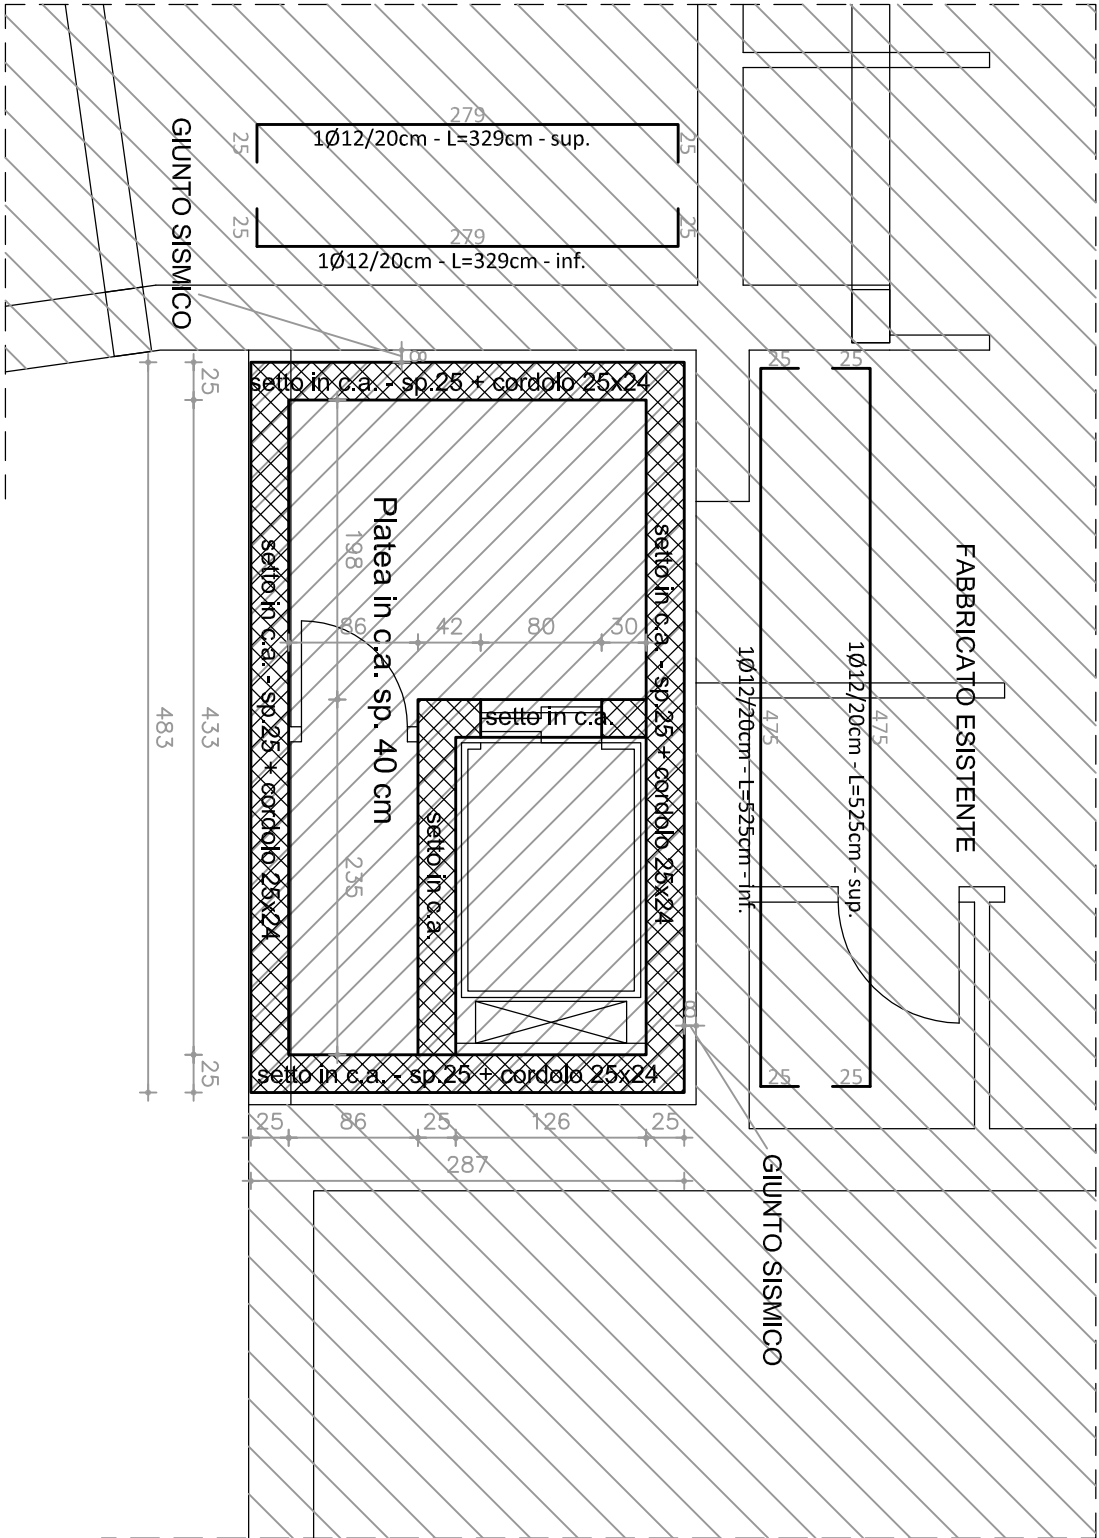 279
25
1Ø12/20cm - L=329cm - sup.
25
25
279
25
1Ø12/20cm - L=329cm - inf.
GIUNTO SISMICO
8
25
setto in c.a. - sp.25 + cordolo 25x24
25
25
Platea in c.a. sp. 40 cm
198
86
42
80
30
setto in c.a. - sp.25 + cordolo 25x24
setto in c.a. - sp.25 + cordolo 25x24
483
433
setto in c.a.
setto in c.a.
235
FABBRICATO ESISTENTE
1Ø12/20cm - L=525cm - sup.
475
1Ø12/20cm - L=525cm - inf.
475
8
25
setto in c.a. - sp.25 + cordolo 25x24
25
25
25
86
25
126
25
287
GIUNTO SISMICO